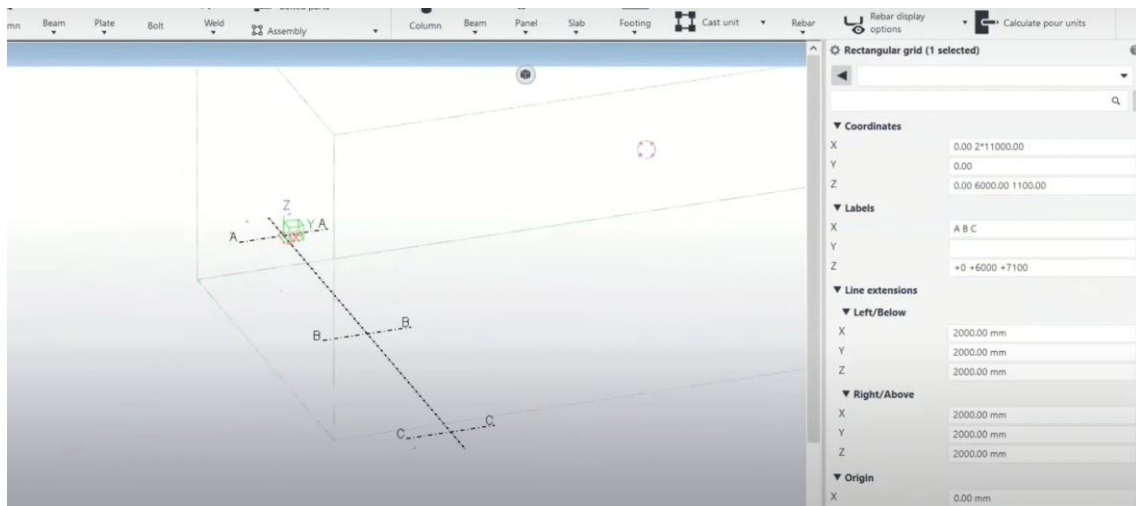 Beam
Plate
Bolt
Weld
Assembly
Column
Beam
Panel
Slab
Footing
Cast unit
Rebar
Rebar display
options
Calculate pour units
Rectangular grid (1 selected)
Coordinates
X 0.00 2*11000.00
Y 0.00
Z 0.00 6000.00 1100.00
Labels
X A B C
Y
Z +0 +6000 +7100
Line extensions
Left/Below
X 2000.00 mm
Y 2000.00 mm
Z 2000.00 mm
Right/Above
X 2000.00 mm
Y 2000.00 mm
Z 2000.00 mm
Origin
X 0.00 mm
Z
A Y A
B B
C C